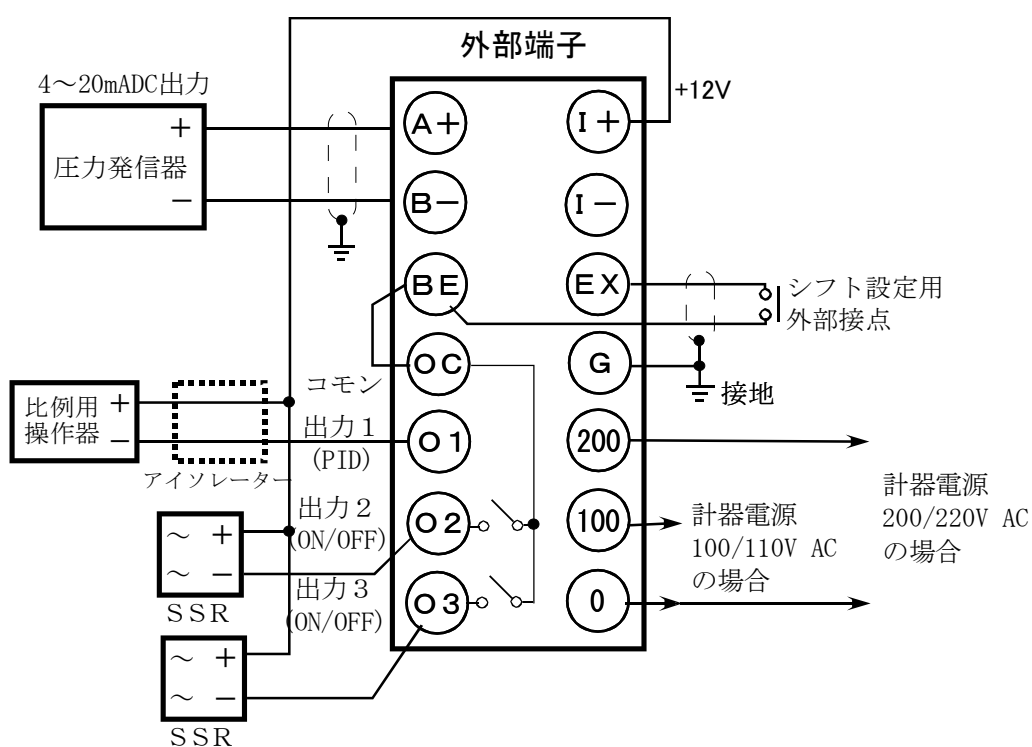 外部端子
4～20mADC出力
+12V
＋
圧力発信器
－
A＋
I＋
B－
I－
BE
EX
シフト設定用
外部接点
OC
G
接地
コモン
比例用
操作器
＋
－
アイソレーター
出力１
(PID)
O1
200
出力２
(ON/OFF)
O2
100
計器電源
100/110V AC
の場合
計器電源
200/220V AC
の場合
～ ＋
～ －
ＳＳＲ
出力３
(ON/OFF)
O3
0
～ ＋
～ －
ＳＳＲ